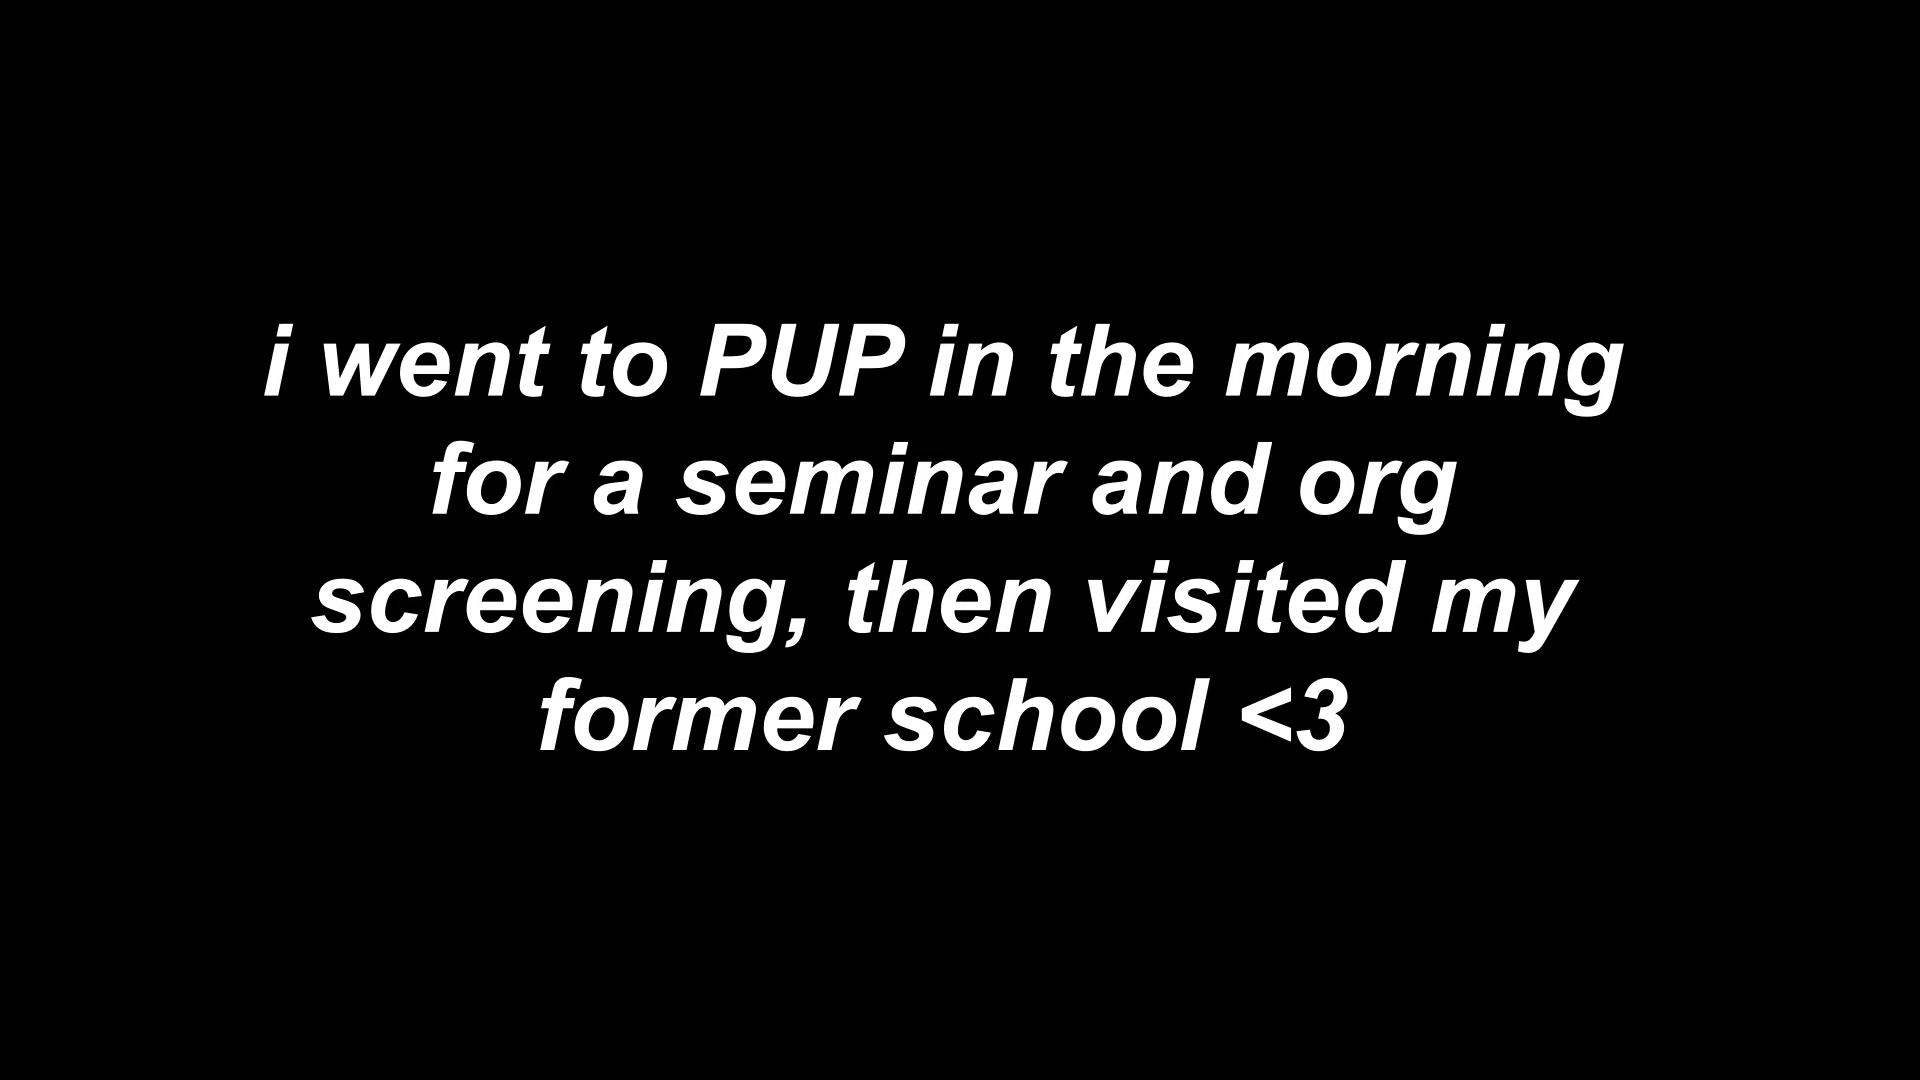 i went to PUP in the morning
for a seminar and org
screening, then visited my
former school <3